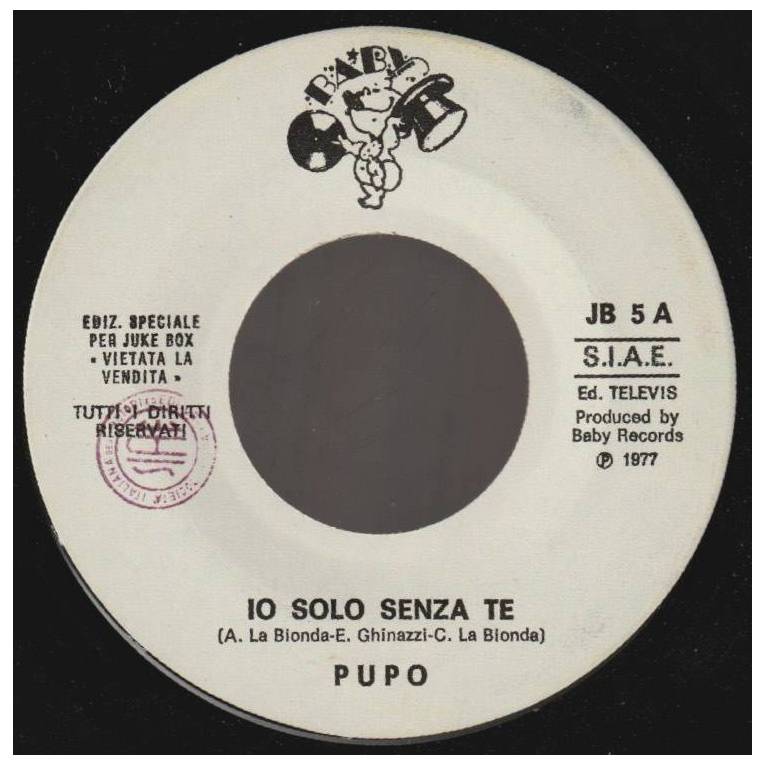 BABY
EDIZ. SPECIALE
PER JUKE BOX
« VIETATA LA
VENDITA »
TUTTI I DIRITTI
RISERVATI
JB 5 A
S.I.A.E.
Ed. TELEVIS
Produced by
Baby Records
℗ 1977
IO SOLO SENZA TE
(A. La Bionda-E. Ghinazzi-C. La Bionda)
PUPO